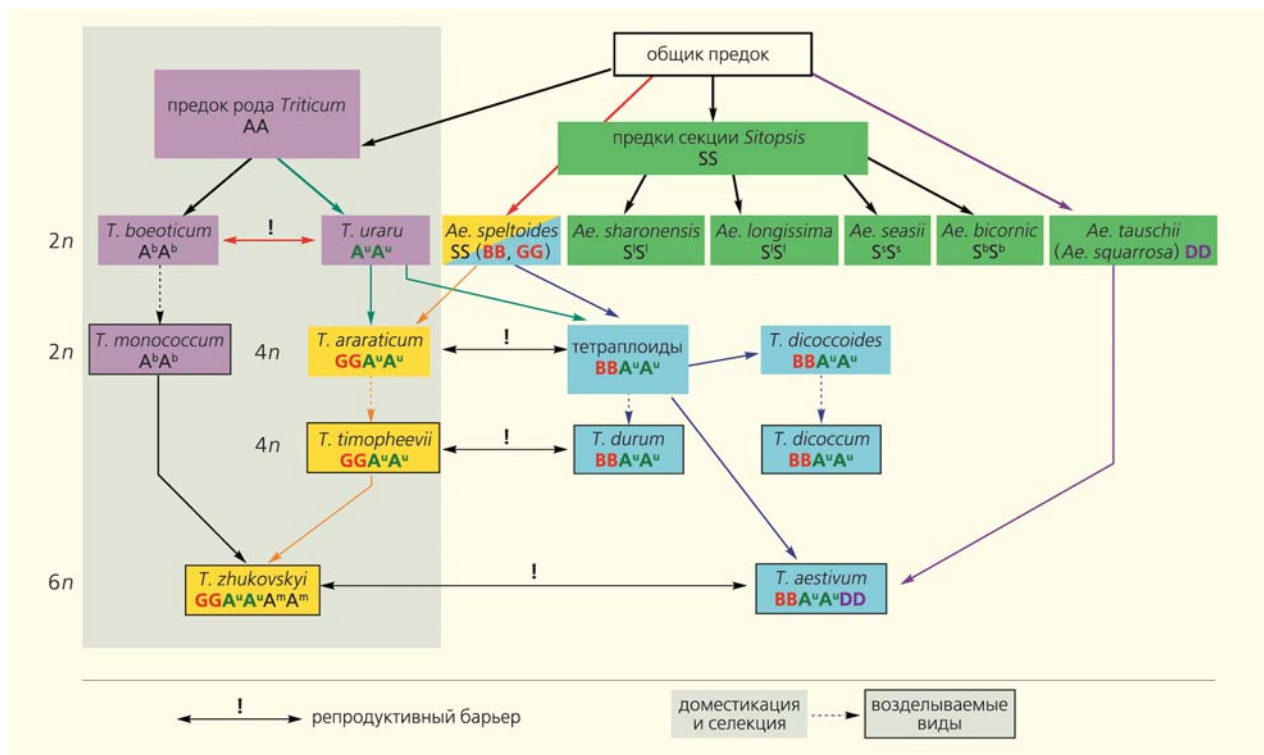 общик предок
предок рода Triticum
AA
предки секции Sitopsis
SS
2n
T. boeoticum
AᵇAᵇ
!
T. uraru
AᵘAᵘ
Ae. speltoides
SS (BB, GG)
Ae. sharonensis
SˡSˡ
Ae. longissima
SˡSˡ
Ae. seasii
SˢSˢ
Ae. bicornic
SᵇSᵇ
Ae. tauschii
(Ae. squarrosa) DD
2n
T. monococcum
AᵇAᵇ
4n
T. araraticum
GGAᵘAᵘ
!
тетраплоиды
BBAᵘAᵘ
T. dicoccoides
BBAᵘAᵘ
4n
T. timopheevii
GGAᵘAᵘ
!
T. durum
BBAᵘAᵘ
T. dicoccum
BBAᵘAᵘ
6n
T. zhukovskyi
GGAᵘAᵘAᵐAᵐ
!
T. aestivum
BBAᵘAᵘDD
!
репродуктивный барьер
доместикация
и селекция
возделываемые
виды